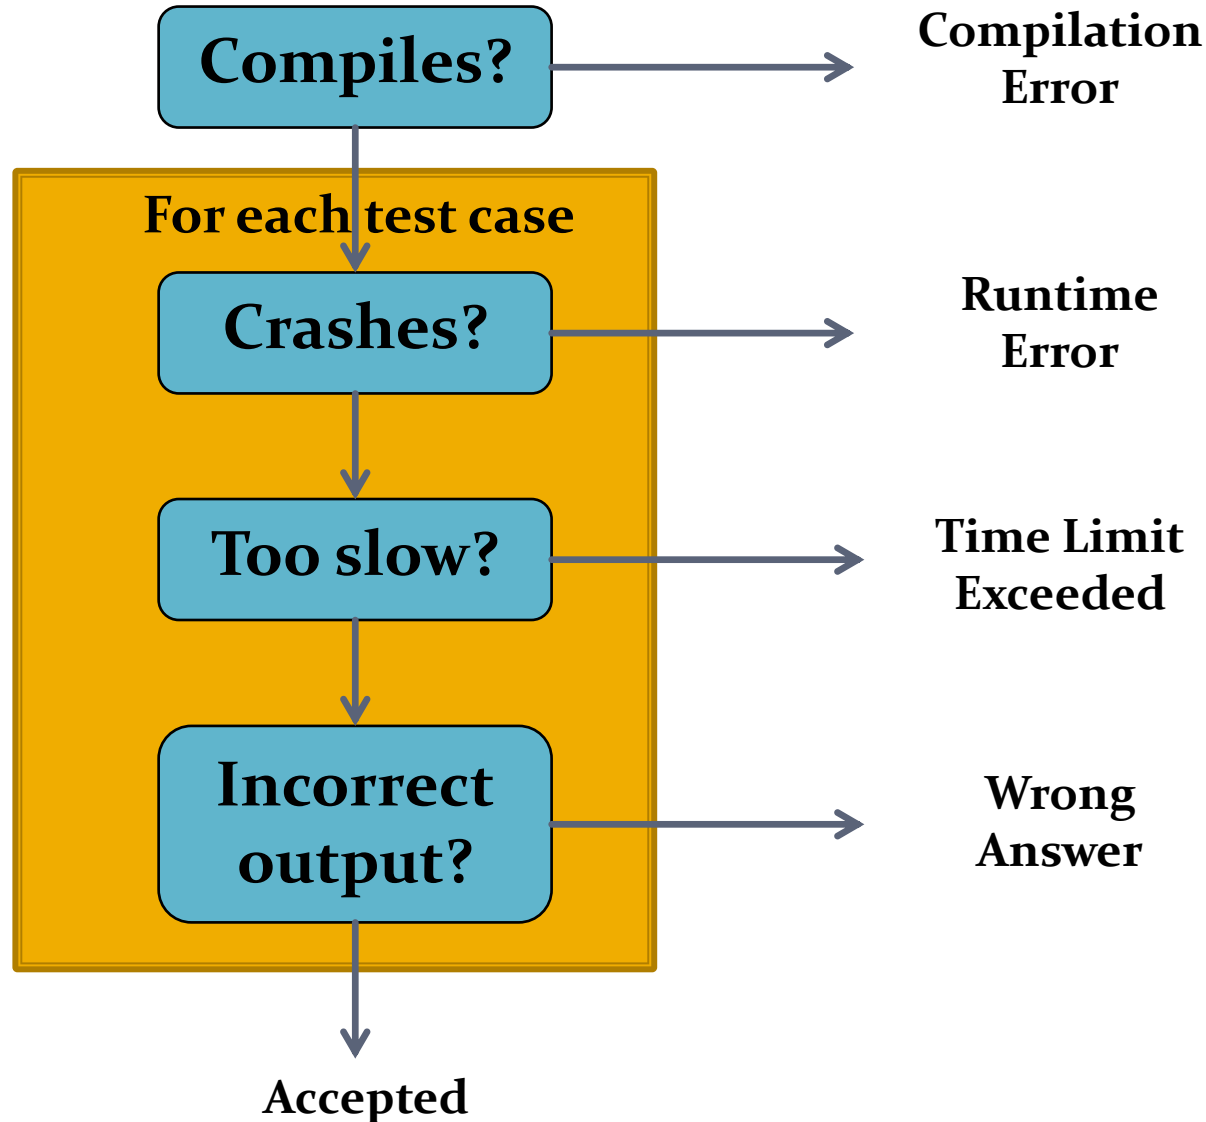 Compiles?
Compilation
Error
For each test case
Crashes?
Runtime
Error
Too slow?
Time Limit
Exceeded
Incorrect
output?
Wrong
Answer
Accepted